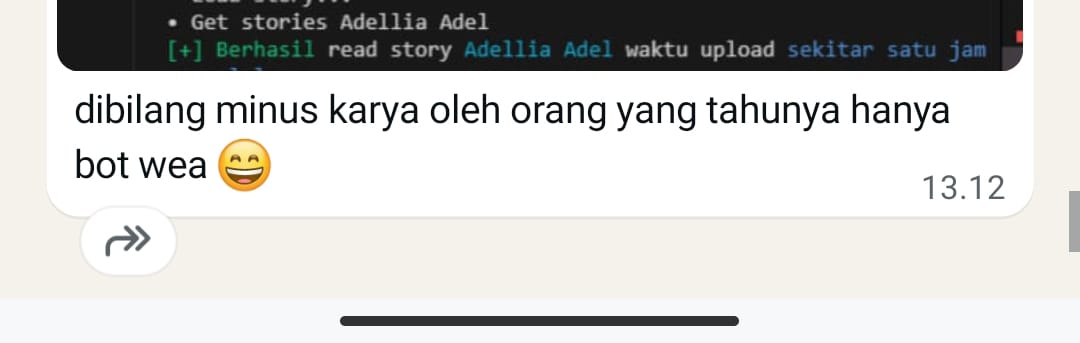 • Get stories Adellia Adel
[+] Berhasil read story Adellia Adel waktu upload sekitar satu jam
dibilang minus karya oleh orang yang tahunya hanya
bot wea 😄
13.12